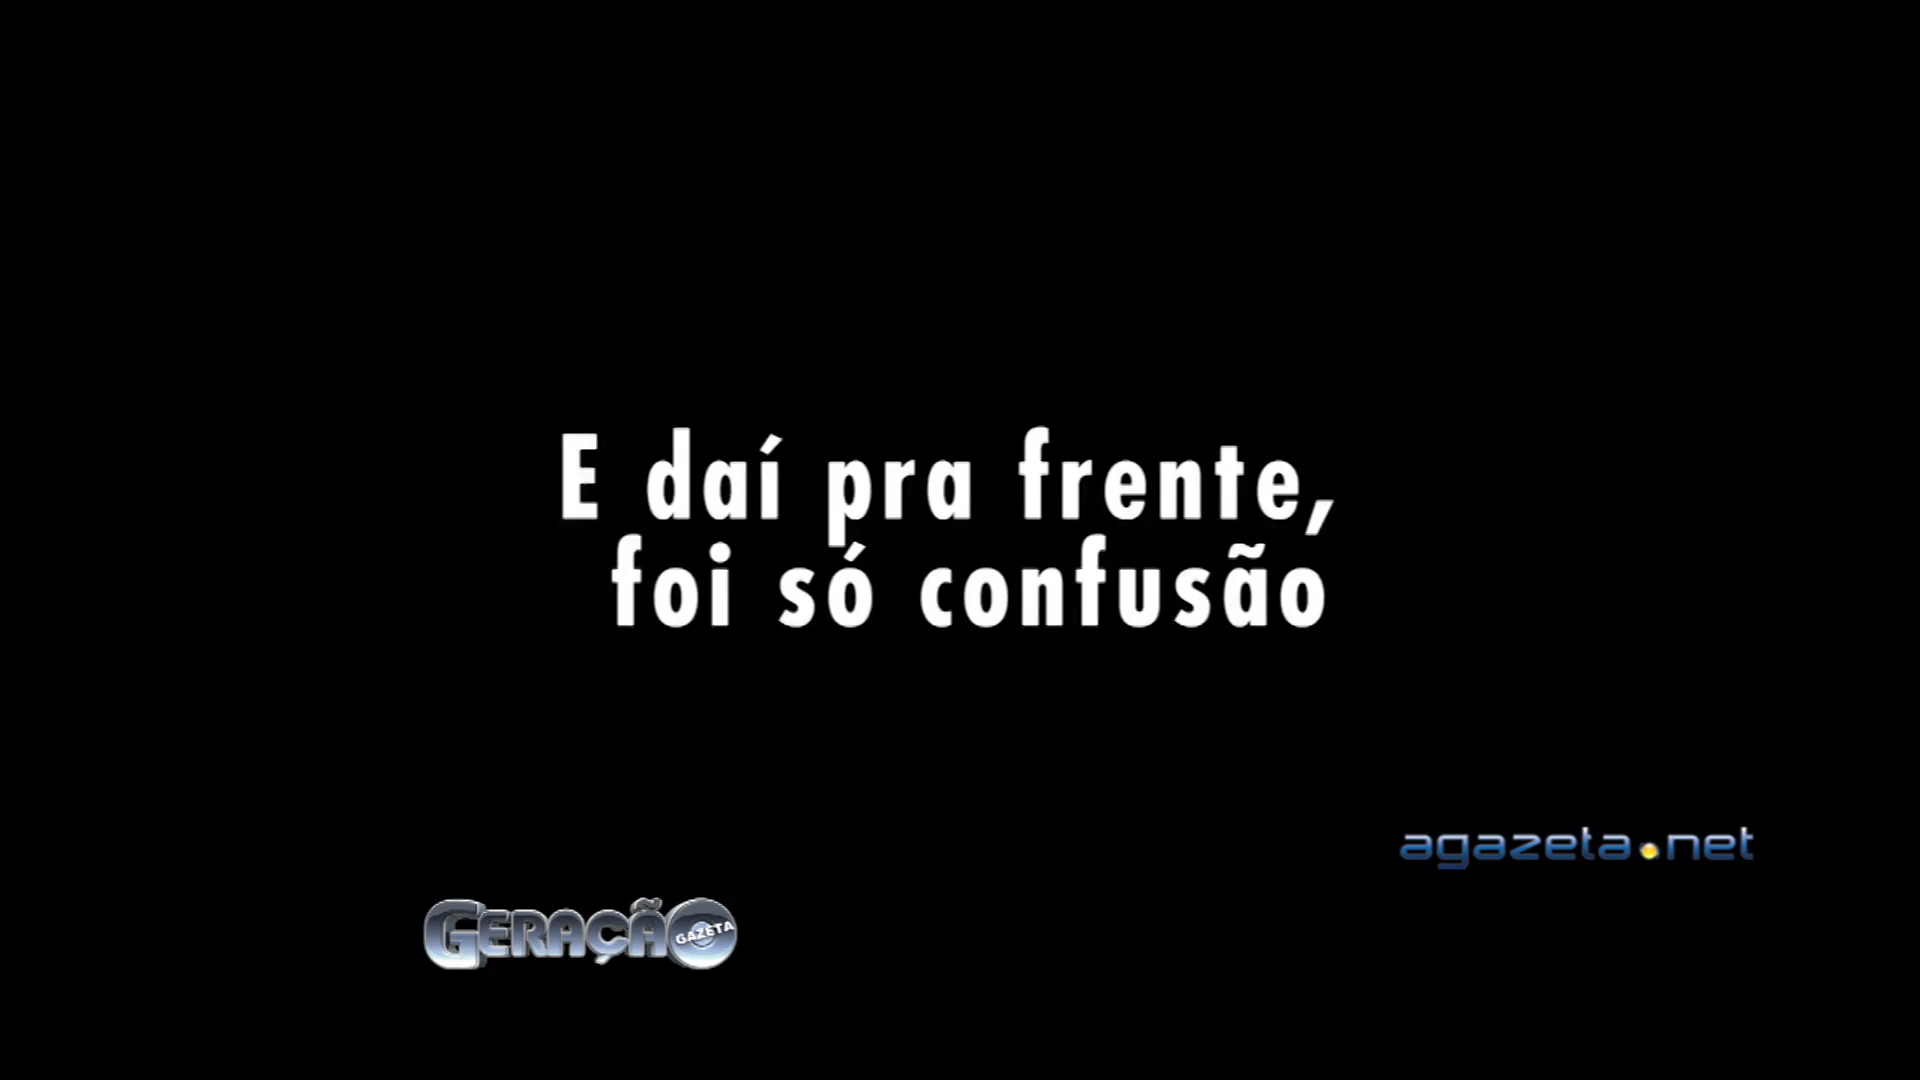 E daí pra frente,
foi só confusão
agazeta.net
GERAÇÃO
GAZETA